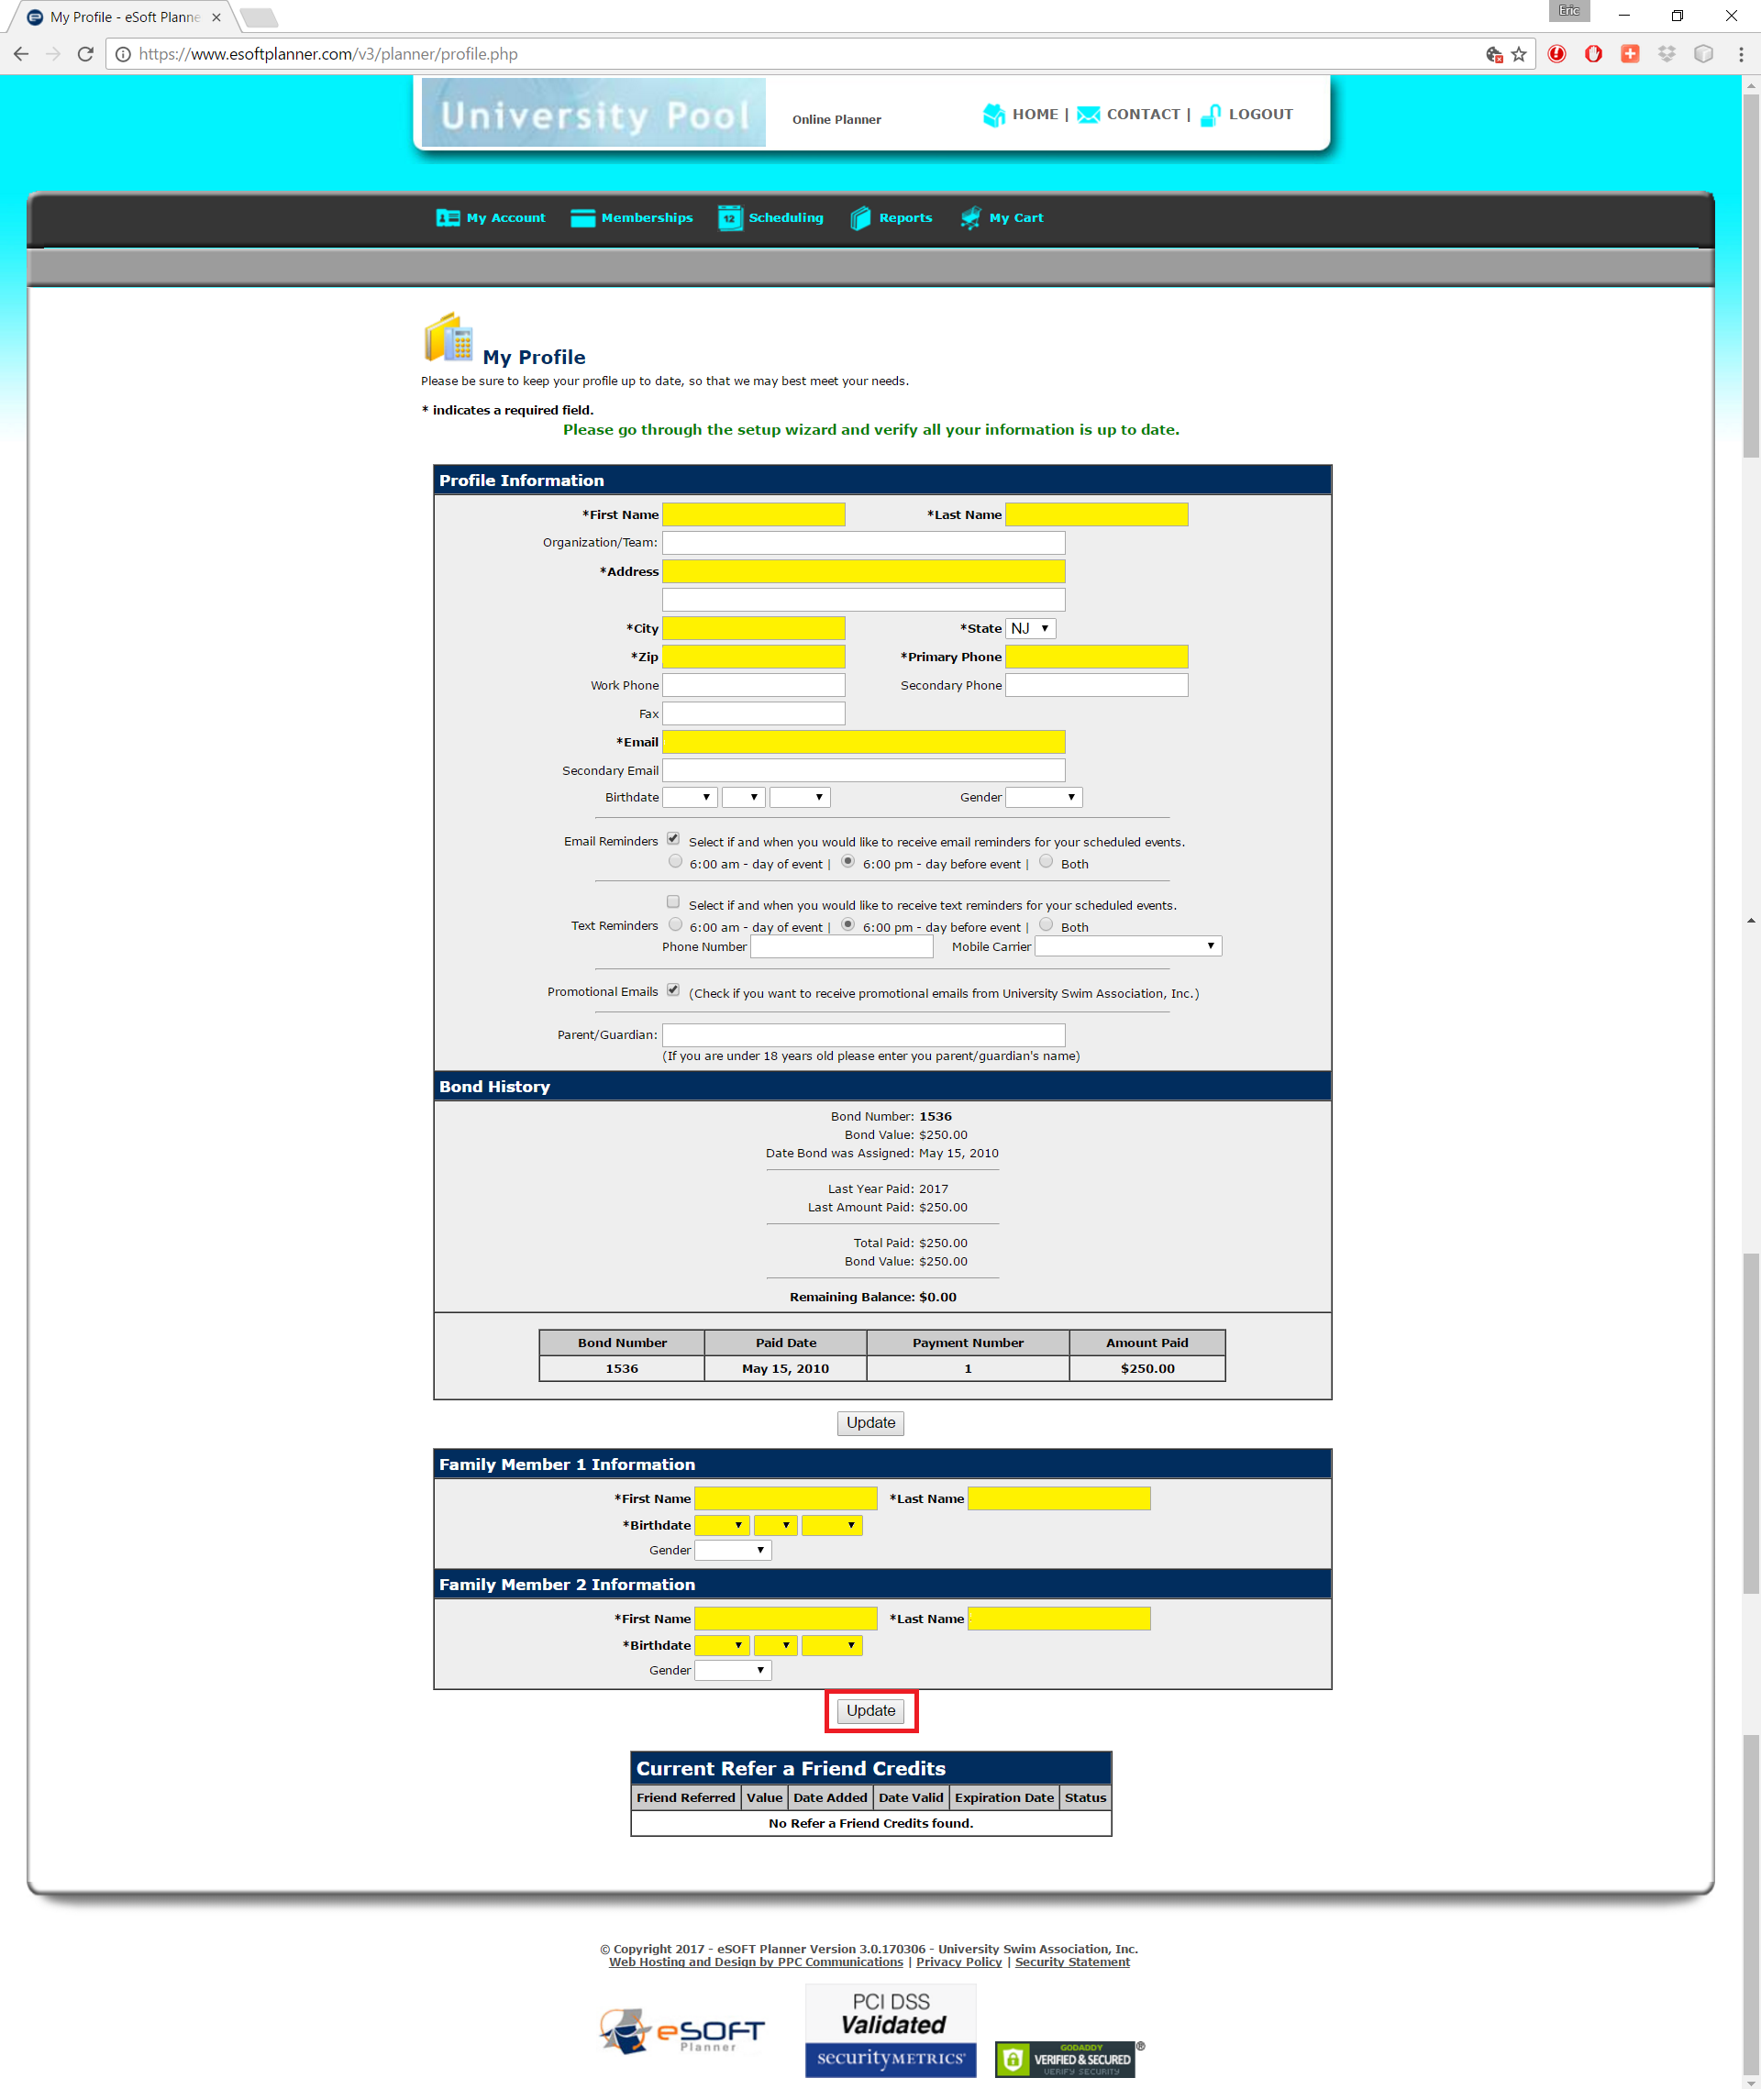 My Profile - eSoft Planne
Eric
https://www.esoftplanner.com/v3/planner/profile.php
University Pool
Online Planner
HOME | CONTACT | LOGOUT
My Account Memberships 12 Scheduling Reports My Cart
My Profile
Please be sure to keep your profile up to date, so that we may best meet your needs.
* indicates a required field.
Please go through the setup wizard and verify all your information is up to date.
Profile Information
*First Name *Last Name
Organization/Team:
*Address
*City *State NJ
*Zip *Primary Phone
Work Phone Secondary Phone
Fax
*Email
Secondary Email
Birthdate Gender
Email Reminders Select if and when you would like to receive email reminders for your scheduled events.
6:00 am - day of event | 6:00 pm - day before event | Both
Select if and when you would like to receive text reminders for your scheduled events.
Text Reminders 6:00 am - day of event | 6:00 pm - day before event | Both
Phone Number Mobile Carrier
Promotional Emails (Check if you want to receive promotional emails from University Swim Association, Inc.)
Parent/Guardian:
(If you are under 18 years old please enter you parent/guardian's name)
Bond History
Bond Number: 1536
Bond Value: $250.00
Date Bond was Assigned: May 15, 2010
Last Year Paid: 2017
Last Amount Paid: $250.00
Total Paid: $250.00
Bond Value: $250.00
Remaining Balance: $0.00
Bond Number Paid Date Payment Number Amount Paid
1536 May 15, 2010 1 $250.00
Update
Family Member 1 Information
*First Name *Last Name
*Birthdate
Gender
Family Member 2 Information
*First Name *Last Name
*Birthdate
Gender
Update
Current Refer a Friend Credits
Friend Referred Value Date Added Date Valid Expiration Date Status
No Refer a Friend Credits found.
© Copyright 2017 - eSOFT Planner Version 3.0.170306 - University Swim Association, Inc.
Web Hosting and Design by PPC Communications | Privacy Policy | Security Statement
eSOFT
Planner
PCI DSS
Validated
securityMETRICS®
GODADDY
VERIFIED & SECURED
VERIFY SECURITY
®